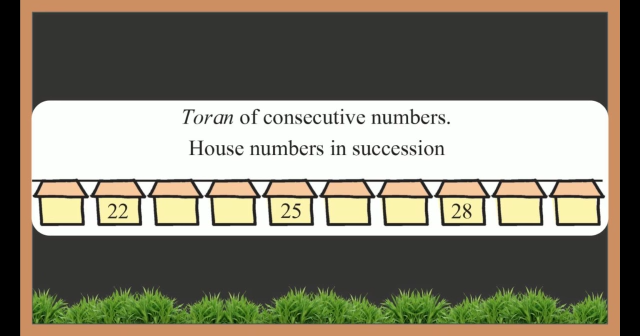 Toran of consecutive numbers.
House numbers in succession
22 25 28